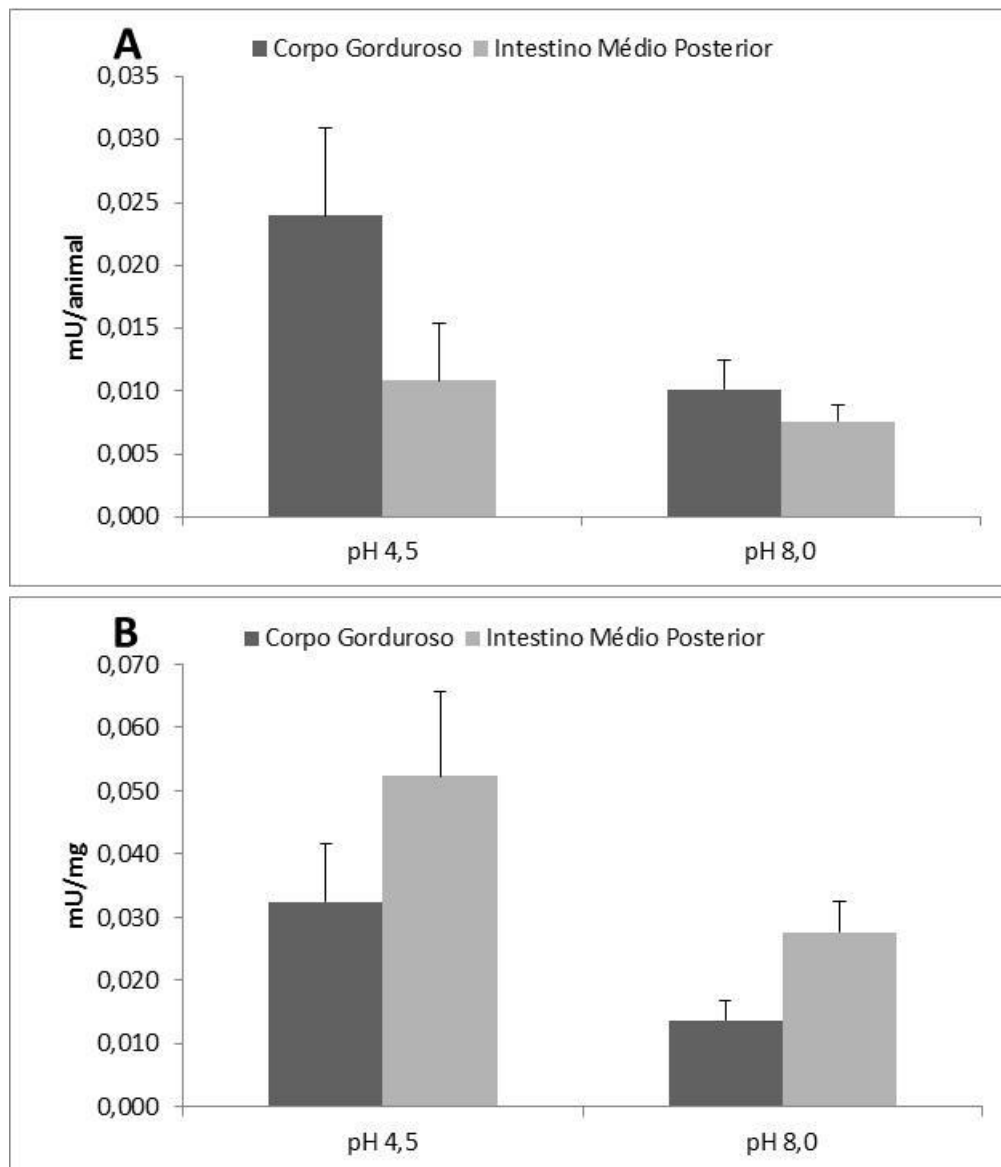 A
Corpo Gorduroso Intestino Médio Posterior
0,035
0,030
0,025
0,020
0,015
0,010
0,005
0,000
mU/animal
pH 4,5 pH 8,0
B
Corpo Gorduroso Intestino Médio Posterior
0,070
0,060
0,050
0,040
0,030
0,020
0,010
0,000
mU/mg
pH 4,5 pH 8,0